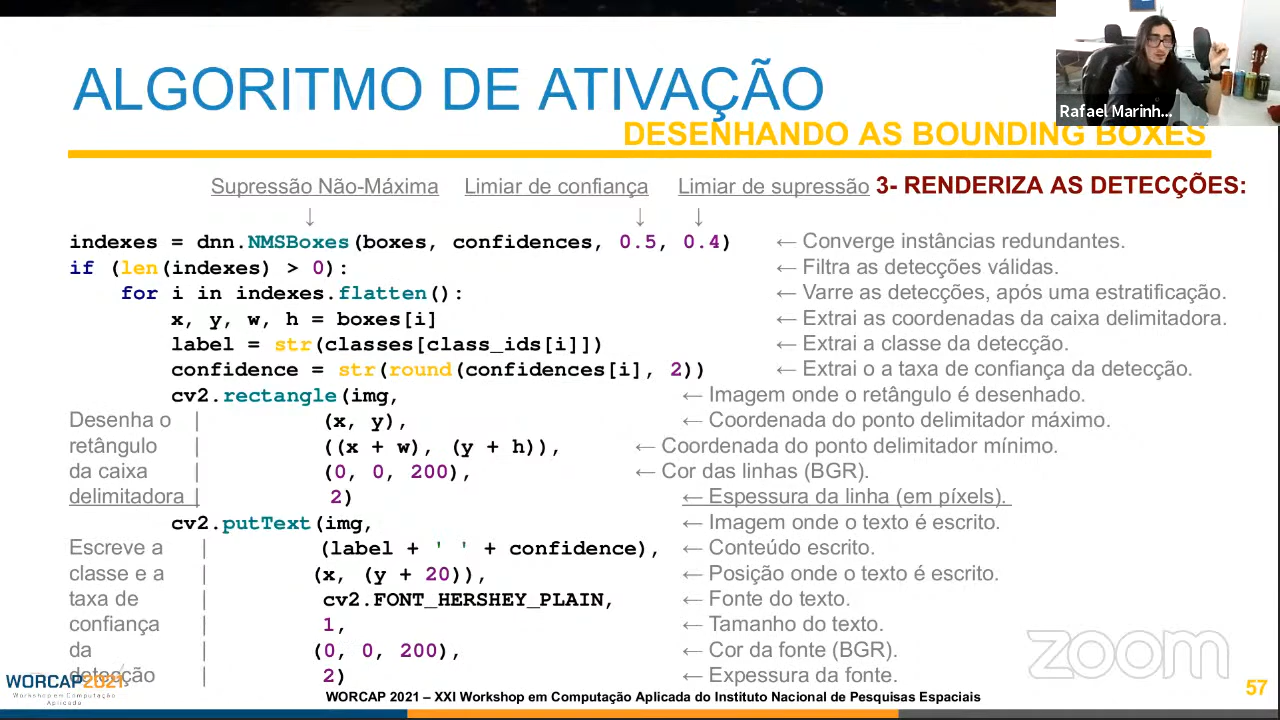 ALGORITMO DE ATIVAÇÃO
Rafael Marinh...
DESENHANDO AS BOUNDING BOXES
Supressão Não-Máxima Limiar de confiança Limiar de supressão 3- RENDERIZA AS DETECÇÕES:
↓ ↓ ↓
indexes = dnn.NMSBoxes(boxes, confidences, 0.5, 0.4) ← Converge instâncias redundantes.
if (len(indexes) > 0): ← Filtra as detecções válidas.
for i in indexes.flatten(): ← Varre as detecções, após uma estratificação.
x, y, w, h = boxes[i] ← Extrai as coordenadas da caixa delimitadora.
label = str(classes[class_ids[i]]) ← Extrai a classe da detecção.
confidence = str(round(confidences[i], 2)) ← Extrai o a taxa de confiança da detecção.
cv2.rectangle(img, ← Imagem onde o retângulo é desenhado.
Desenha o | (x, y), ← Coordenada do ponto delimitador máximo.
retângulo | ((x + w), (y + h)), ← Coordenada do ponto delimitador mínimo.
da caixa | (0, 0, 200), ← Cor das linhas (BGR).
delimitadora | 2) ← Espessura da linha (em píxels).
cv2.putText(img, ← Imagem onde o texto é escrito.
Escreve a | (label + ' ' + confidence), ← Conteúdo escrito.
classe e a | (x, (y + 20)), ← Posição onde o texto é escrito.
taxa de | cv2.FONT_HERSHEY_PLAIN, ← Fonte do texto.
confiança | 1, ← Tamanho do texto.
da | (0, 0, 200), ← Cor da fonte (BGR).
detecção | 2) ← Expessura da fonte.
zoom
WORCAP2021
Workshop em Computação
Aplicada
WORCAP 2021 – XXI Workshop em Computação Aplicada do Instituto Nacional de Pesquisas Espaciais
57